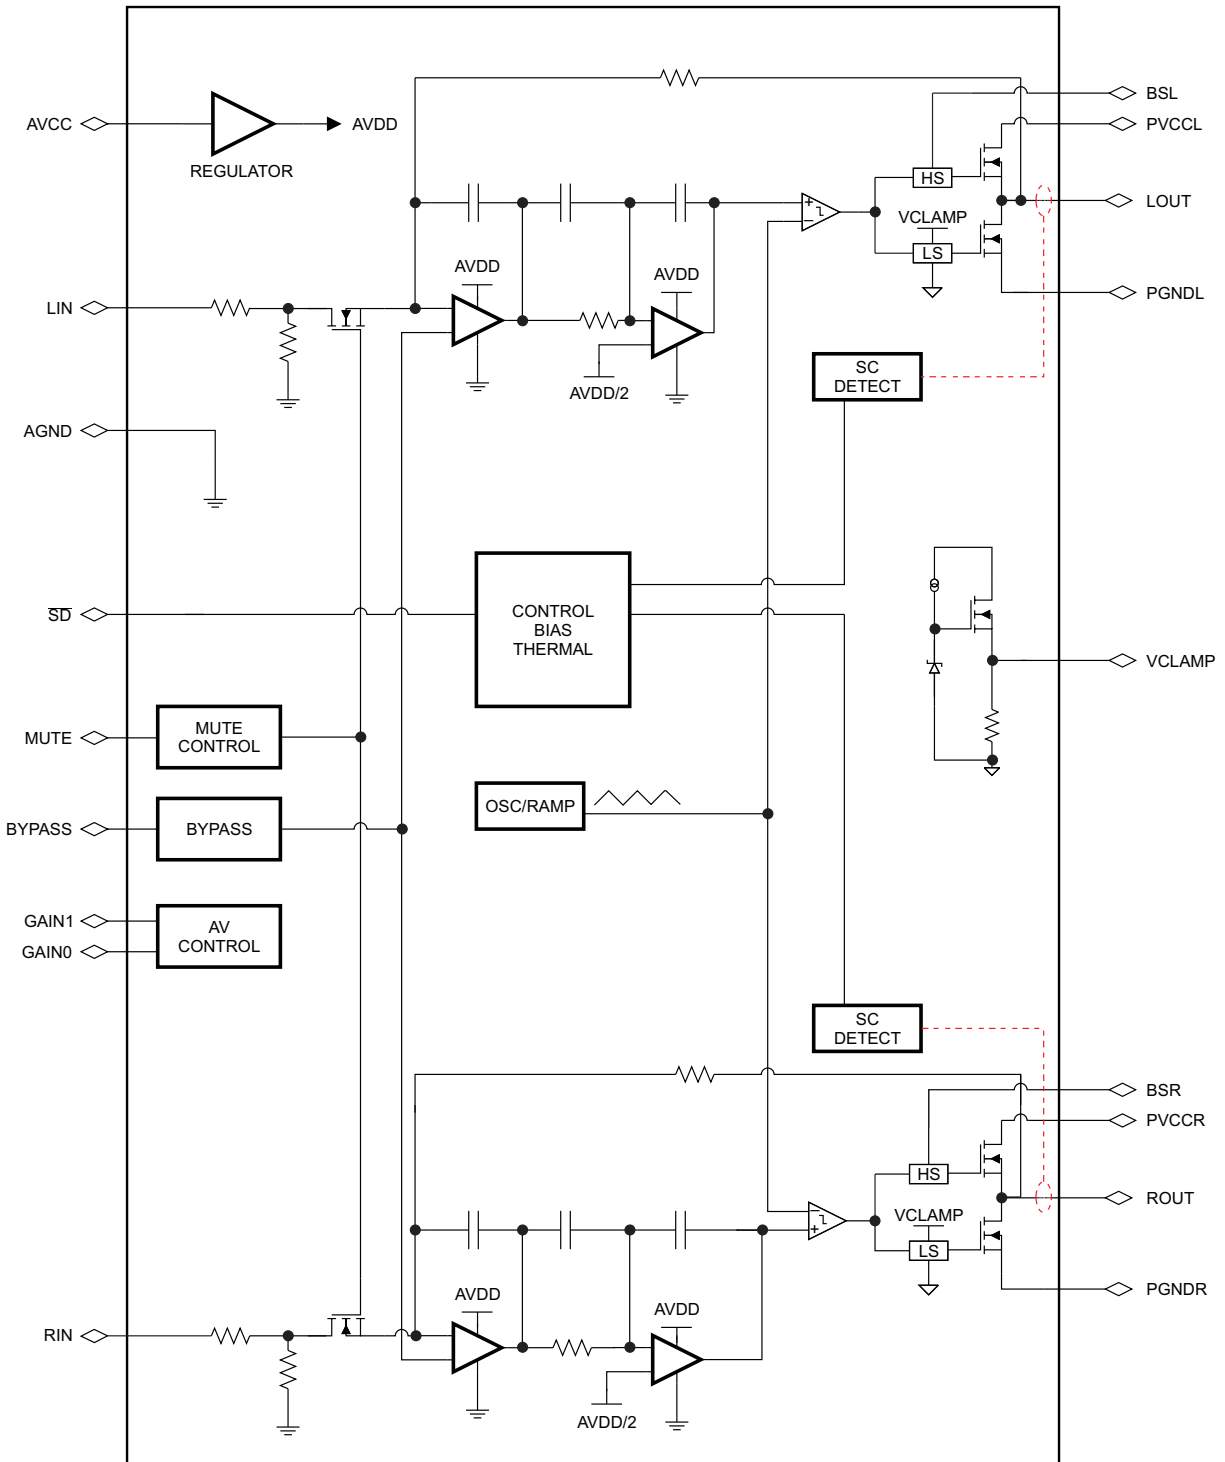 BSL
AVCC
AVDD
PVCCL
REGULATOR
HS
LOUT
VCLAMP
LS
AVDD
AVDD
LIN
PGNDL
SC
DETECT
AVDD/2
AGND
CONTROL
BIAS
THERMAL
SD
VCLAMP
MUTE
MUTE
CONTROL
OSC/RAMP
BYPASS
BYPASS
GAIN1
GAIN0
AV
CONTROL
SC
DETECT
BSR
PVCCR
HS
ROUT
VCLAMP
LS
AVDD
AVDD
PGNDR
RIN
AVDD/2